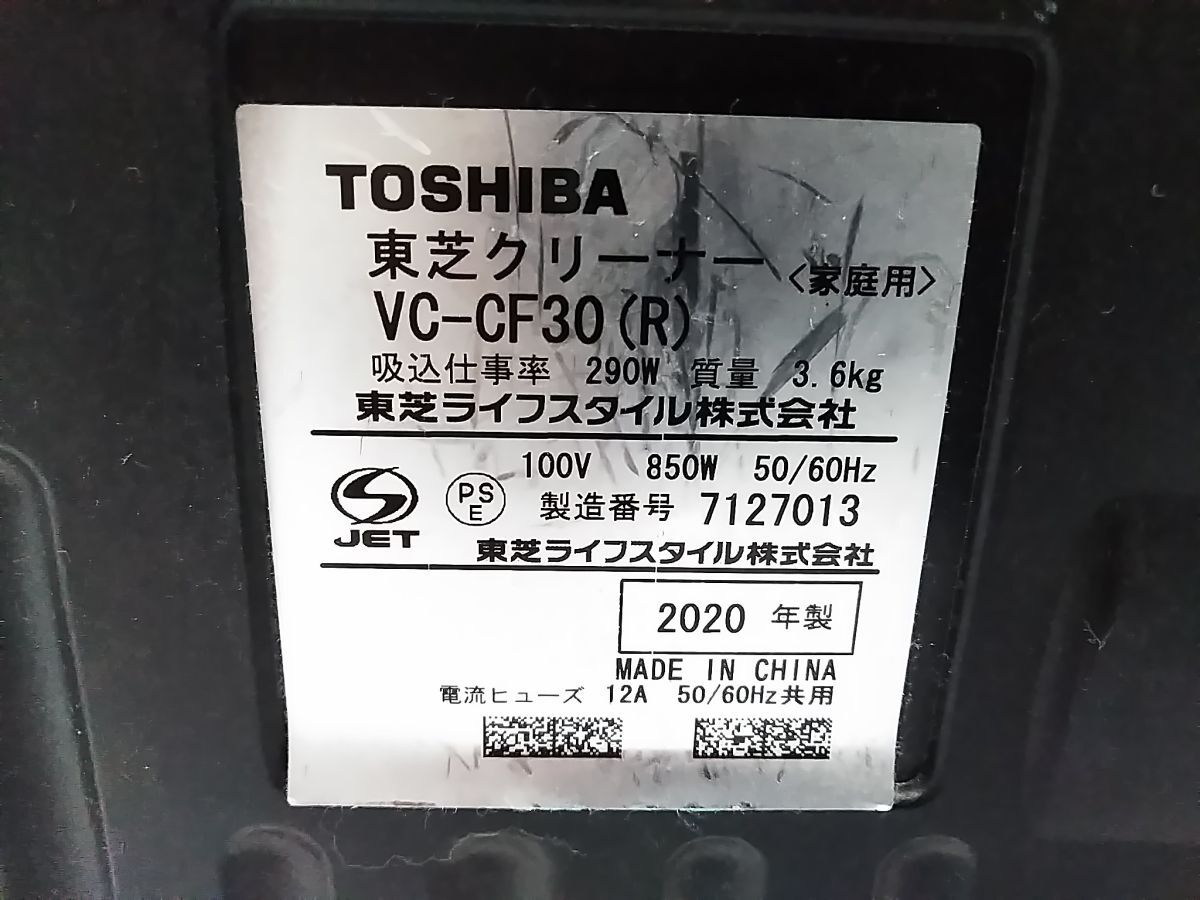 TOSHIBA
東芝クリーナー〈家庭用〉
VC-CF30(R)
吸込仕事率 290W 質量 3.6kg
東芝ライフスタイル株式会社
100V 850W 50/60Hz
JET PSE 製造番号 7127013
東芝ライフスタイル株式会社
2020 年製
MADE IN CHINA
電流ヒューズ 12A 50/60Hz共用